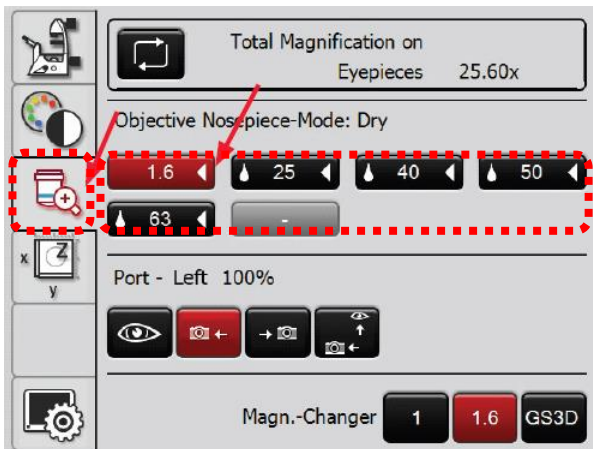 Total Magnification on
Eyepieces 25.60x
Objective Nosepiece-Mode: Dry
1.6 25 40 50
63 -
x Z
y
Port - Left 100%
Magn.-Changer 1 1.6 GS3D